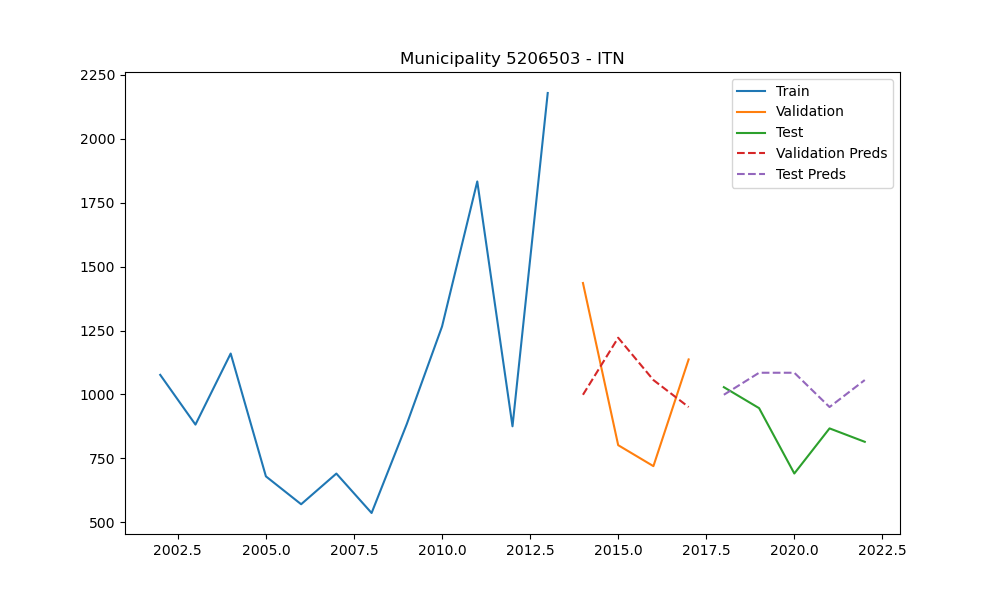 Municipality 5206503 - ITN
2250
2000
1750
1500
1250
1000
750
500
Train
Validation
Test
Validation Preds
Test Preds
2002.5 2005.0 2007.5 2010.0 2012.5 2015.0 2017.5 2020.0 2022.5